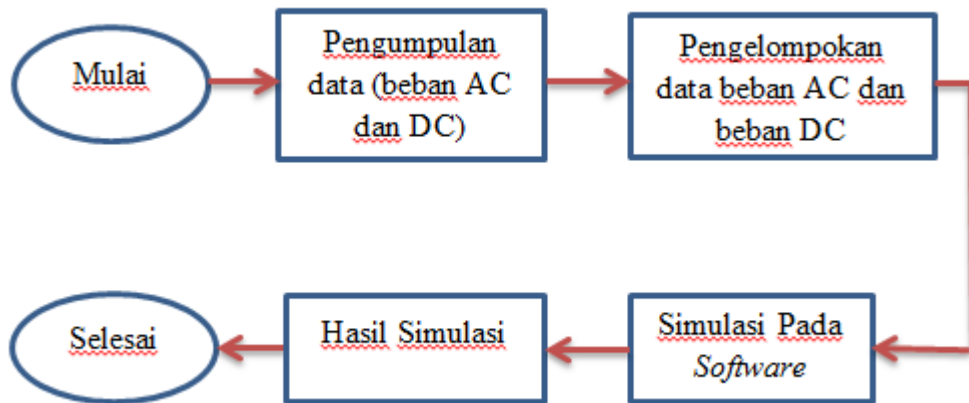 Mulai
Pengumpulan
data (beban AC
dan DC)
Pengelompokan
data beban AC dan
beban DC
Simulasi Pada
Software
Hasil Simulasi
Selesai